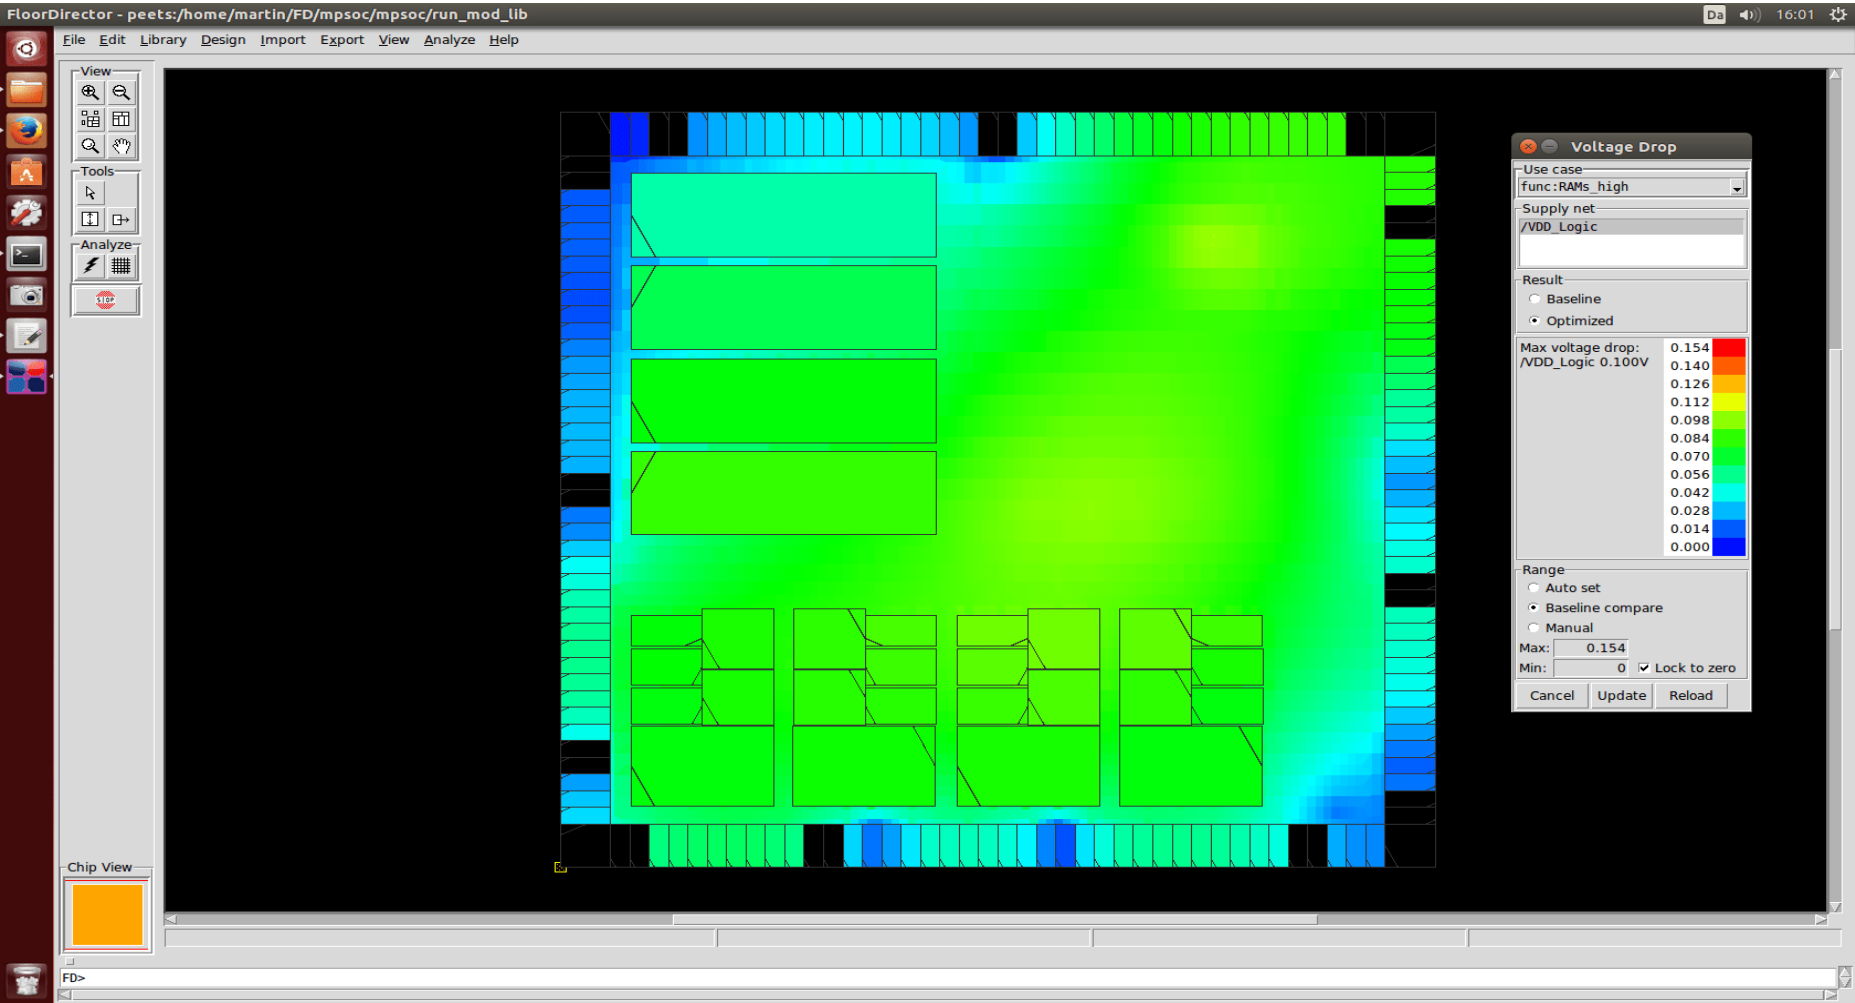 FloorDirector - peets:/home/martin/FD/mpsoc/mpsoc/run_mod_lib
Da
16:01
File Edit Library Design Import Export View Analyze Help
View
Tools
Analyze
STOP
Chip View
FD>
Voltage Drop
Use case
func:RAMs_high
Supply net
/VDD_Logic
Result
Baseline
Optimized
Max voltage drop:
/VDD_Logic 0.100V
0.154
0.140
0.126
0.112
0.098
0.084
0.070
0.056
0.042
0.028
0.014
0.000
Range
Auto set
Baseline compare
Manual
Max: 0.154
Min: 0 Lock to zero
Cancel Update Reload